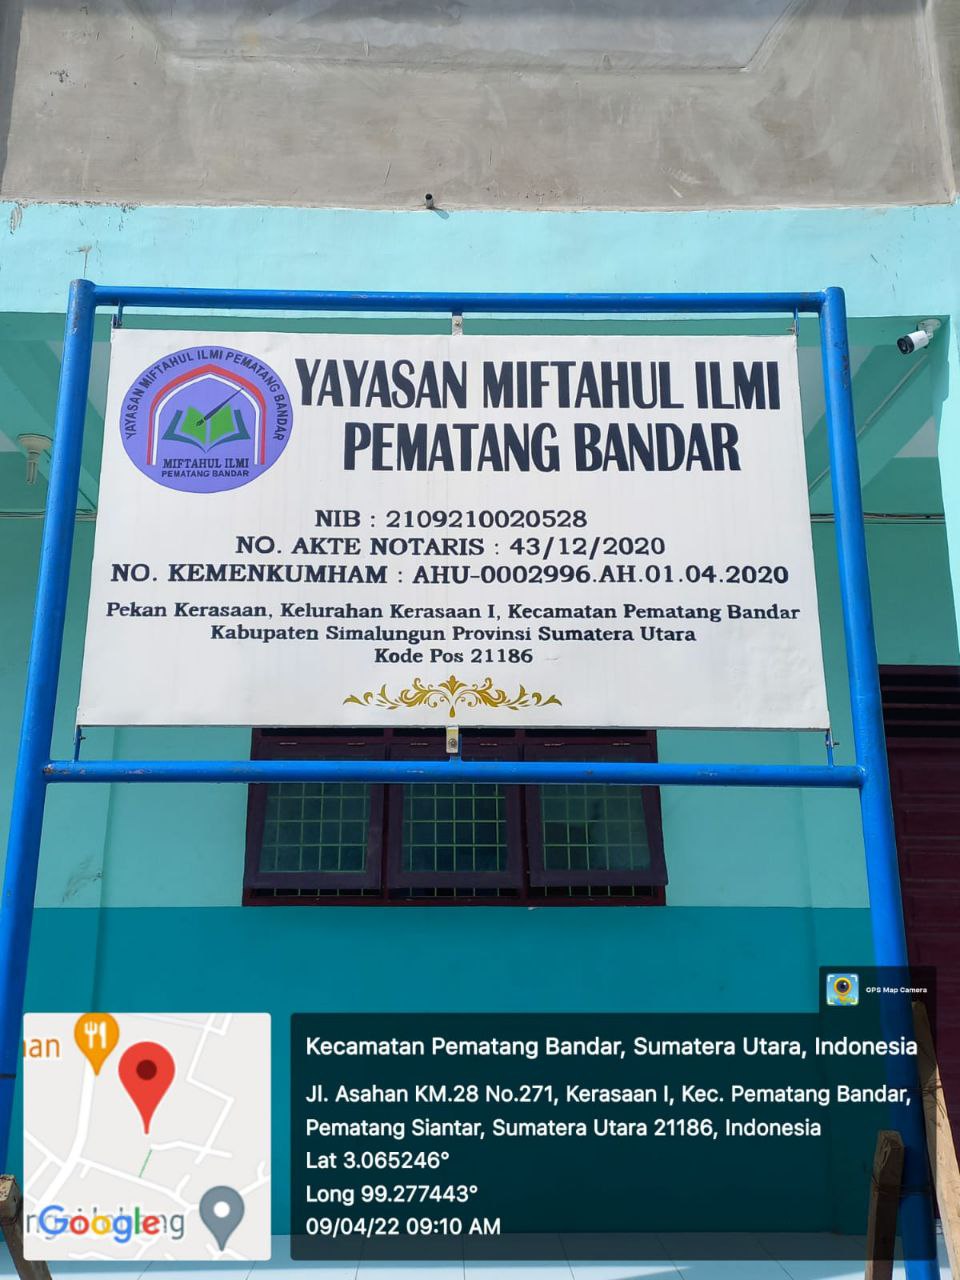 YAYASAN MIFTAHUL ILMI PEMATANG BANDAR
MIFTAHUL ILMI
PEMATANG BANDAR
YAYASAN MIFTAHUL ILMI
PEMATANG BANDAR
NIB : 2109210020528
NO. AKTE NOTARIS : 43/12/2020
NO. KEMENKUMHAM : AHU-0002996.AH.01.04.2020
Pekan Kerasaan, Kelurahan Kerasaan I, Kecamatan Pematang Bandar
Kabupaten Simalungun Provinsi Sumatera Utara
Kode Pos 21186
GPS Map Camera
Google
Kecamatan Pematang Bandar, Sumatera Utara, Indonesia
Jl. Asahan KM.28 No.271, Kerasaan I, Kec. Pematang Bandar,
Pematang Siantar, Sumatera Utara 21186, Indonesia
Lat 3.065246°
Long 99.277443°
09/04/22 09:10 AM